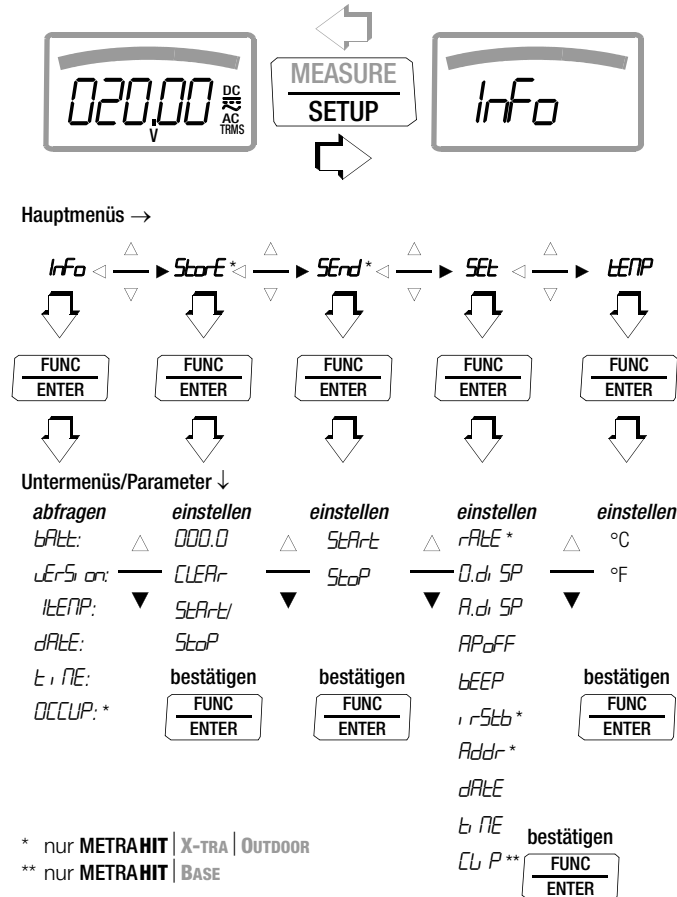 020.00 V DC AC TRMS
MEASURE
SETUP
InFo
Hauptmenüs →
InFo StorE * SEnd * SEt tEMP
FUNC FUNC FUNC FUNC FUNC
ENTER ENTER ENTER ENTER ENTER
Untermenüs/Parameter ↓
abfragen einstellen einstellen einstellen einstellen
bAtt: 000.0 StArt rAtE * °C
vErSion: CLEAr StoP 0.diSP °F
ItEMP: StArt/ A.diSP
dAtE: StoP APoFF
tiME: bestätigen bestätigen bEEP bestätigen
OCCUP: * FUNC FUNC irStb * FUNC
ENTER ENTER Addr * ENTER
dAtE
tiME bestätigen
CLiP ** FUNC
ENTER
* nur METRAHIT | X-TRA | OUTDOOR
** nur METRAHIT | BASE